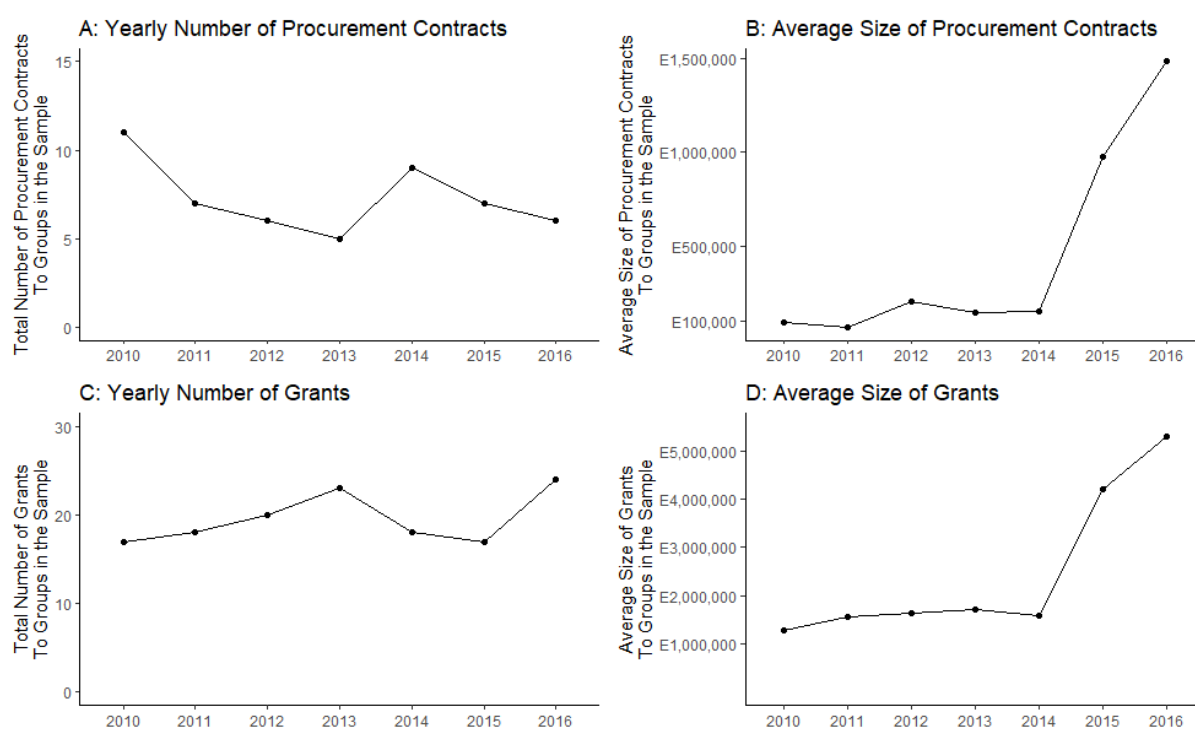 A: Yearly Number of Procurement Contracts
Total Number of Procurement Contracts
To Groups in the Sample
15
10
5
0
2010 2011 2012 2013 2014 2015 2016
B: Average Size of Procurement Contracts
Average Size of Procurement Contracts
To Groups in the Sample
E1,500,000
E1,000,000
E500,000
E100,000
2010 2011 2012 2013 2014 2015 2016
C: Yearly Number of Grants
Total Number of Grants
To Groups in the Sample
30
20
10
0
2010 2011 2012 2013 2014 2015 2016
D: Average Size of Grants
Average Size of Grants
To Groups in the Sample
E5,000,000
E4,000,000
E3,000,000
E2,000,000
E1,000,000
2010 2011 2012 2013 2014 2015 2016